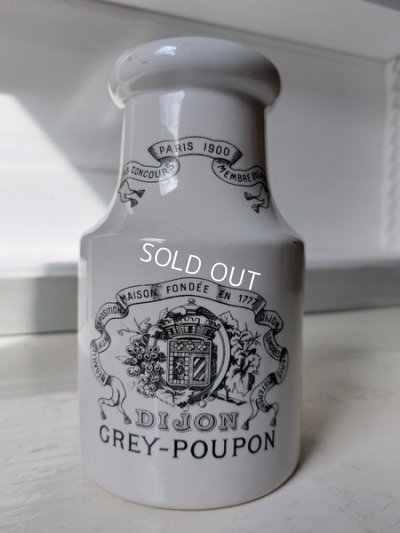 PARIS 1900
CONCOURS
MEMBRE DU
SOLD OUT
MAISON FONDÉE EN 1777
DIJON
DIJON
GREY-POUPON